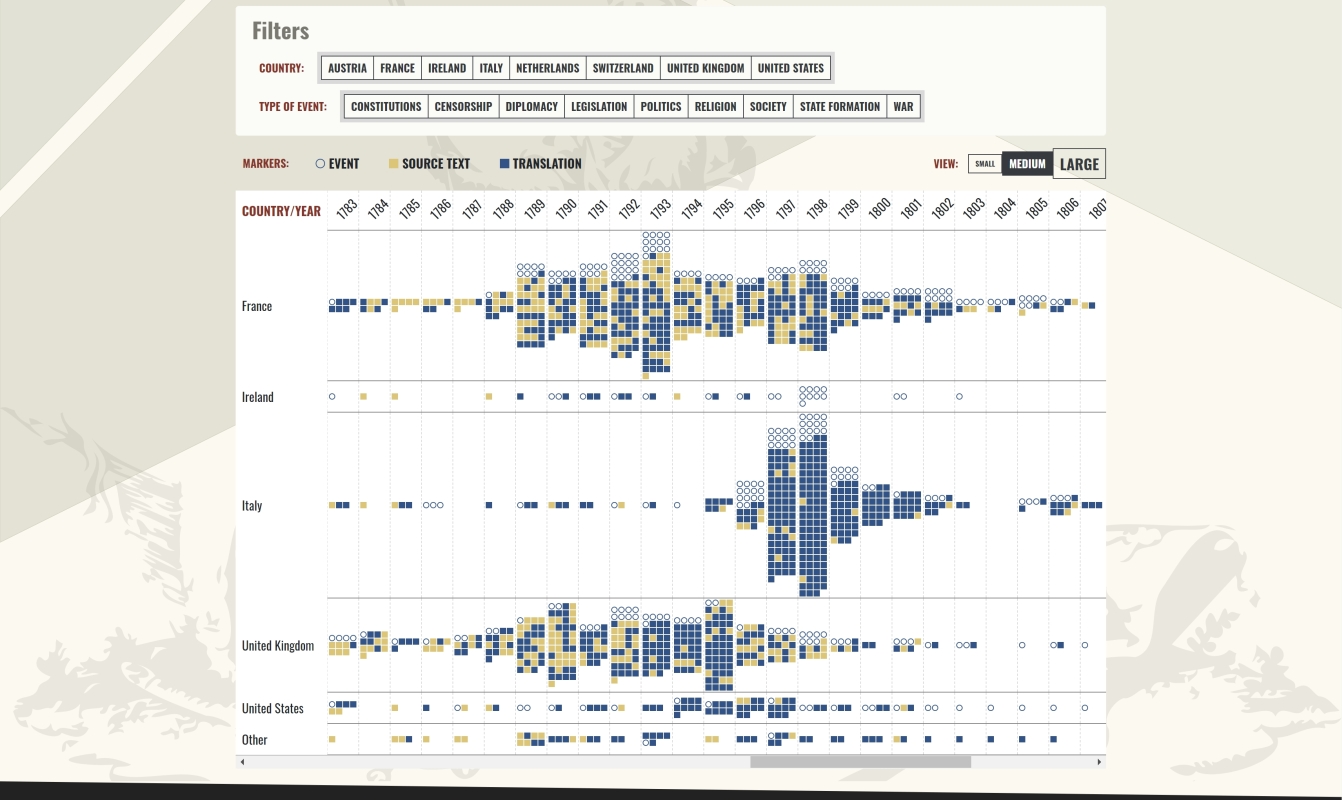 Filters
COUNTRY: AUSTRIA FRANCE IRELAND ITALY NETHERLANDS SWITZERLAND UNITED KINGDOM UNITED STATES
TYPE OF EVENT: CONSTITUTIONS CENSORSHIP DIPLOMACY LEGISLATION POLITICS RELIGION SOCIETY STATE FORMATION WAR
MARKERS: EVENT SOURCE TEXT TRANSLATION VIEW: SMALL MEDIUM LARGE
COUNTRY/YEAR 1783 1784 1785 1786 1787 1788 1789 1790 1791 1792 1793 1794 1795 1796 1797 1798 1799 1800 1801 1802 1803 1804 1805 1806 1807
France
Ireland
Italy
United Kingdom
United States
Other